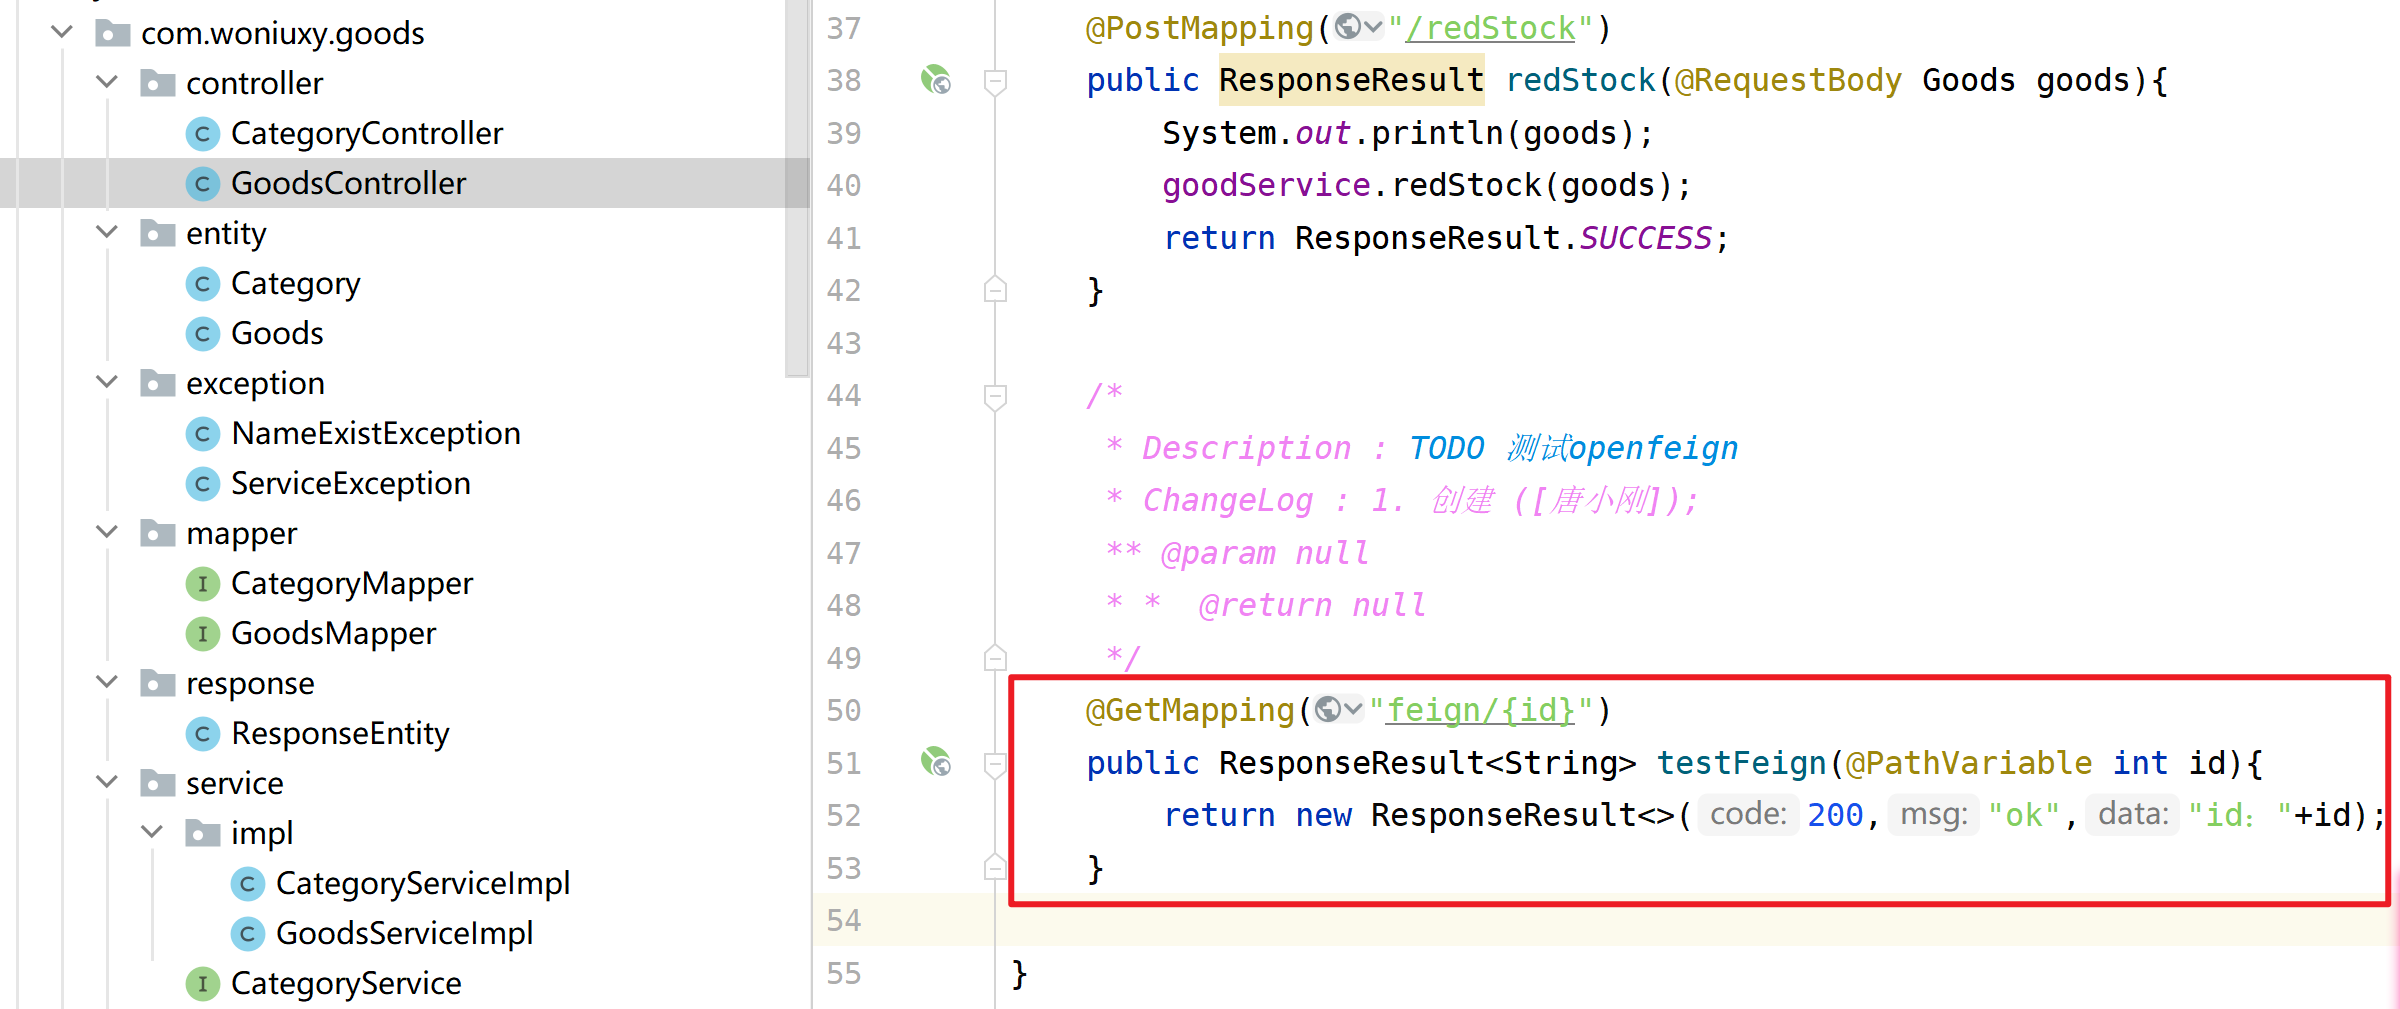 com.woniuxy.goods
controller
CategoryController
GoodsController
entity
Category
Goods
exception
NameExistException
ServiceException
mapper
CategoryMapper
GoodsMapper
response
ResponseEntity
service
impl
CategoryServiceImpl
GoodsServiceImpl
CategoryService
37 @PostMapping("/redStock")
38 public ResponseResult redStock(@RequestBody Goods goods){
39 System.out.println(goods);
40 goodService.redStock(goods);
41 return ResponseResult.SUCCESS;
42 }
43
44 /*
45 * Description : TODO 测试openfeign
46 * ChangeLog : 1. 创建 ([唐小刚]);
47 ** @param null
48 * * @return null
49 */
50 @GetMapping("feign/{id}")
51 public ResponseResult<String> testFeign(@PathVariable int id){
52 return new ResponseResult<>( code: 200, msg: "ok", data: "id："+id);
53 }
54
55 }